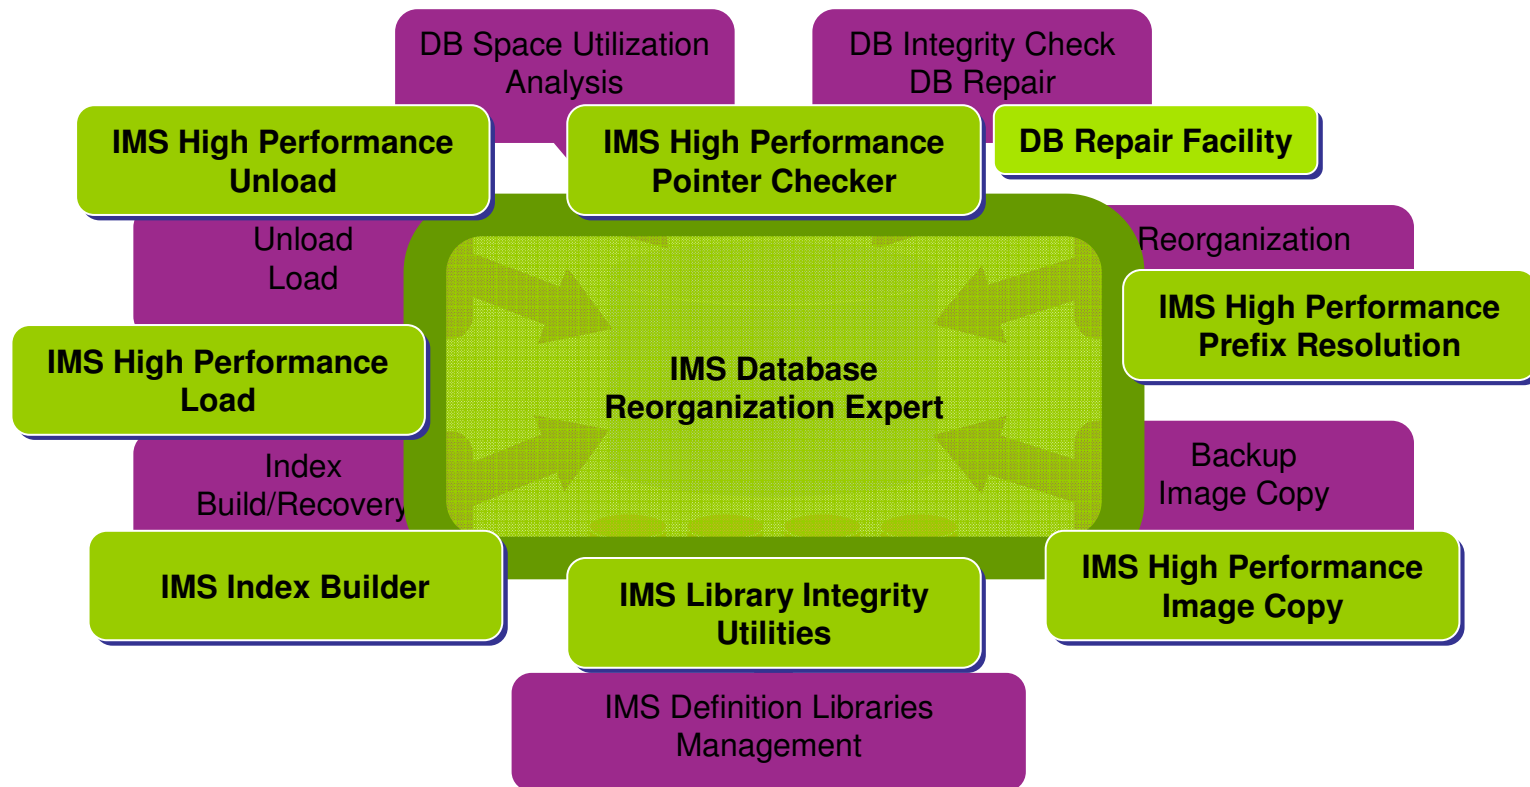 DB Space Utilization
Analysis
DB Integrity Check
DB Repair
IMS High Performance
Unload
IMS High Performance
Pointer Checker
DB Repair Facility
Unload
Load
Reorganization
IMS High Performance
Prefix Resolution
IMS High Performance
Load
IMS Database
Reorganization Expert
Index
Build/Recovery
Backup
Image Copy
IMS Index Builder
IMS Library Integrity
Utilities
IMS High Performance
Image Copy
IMS Definition Libraries
Management